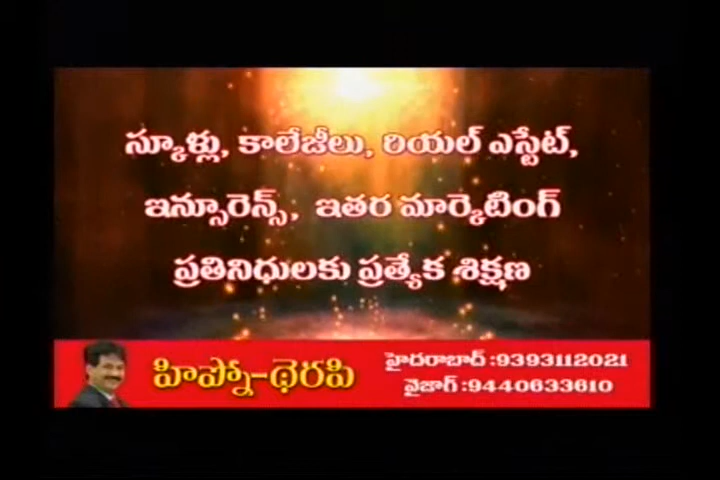 స్కూళ్లు, కాలేజీలు, రియల్ ఎస్టేట్,
ఇన్సూరెన్స్, ఇతర మార్కెటింగ్
ప్రతినిధులకు ప్రత్యేక శిక్షణ
హిప్నో-థెరపి
హైదరాబాద్ :9393112021
వైజాగ్ :9440633610